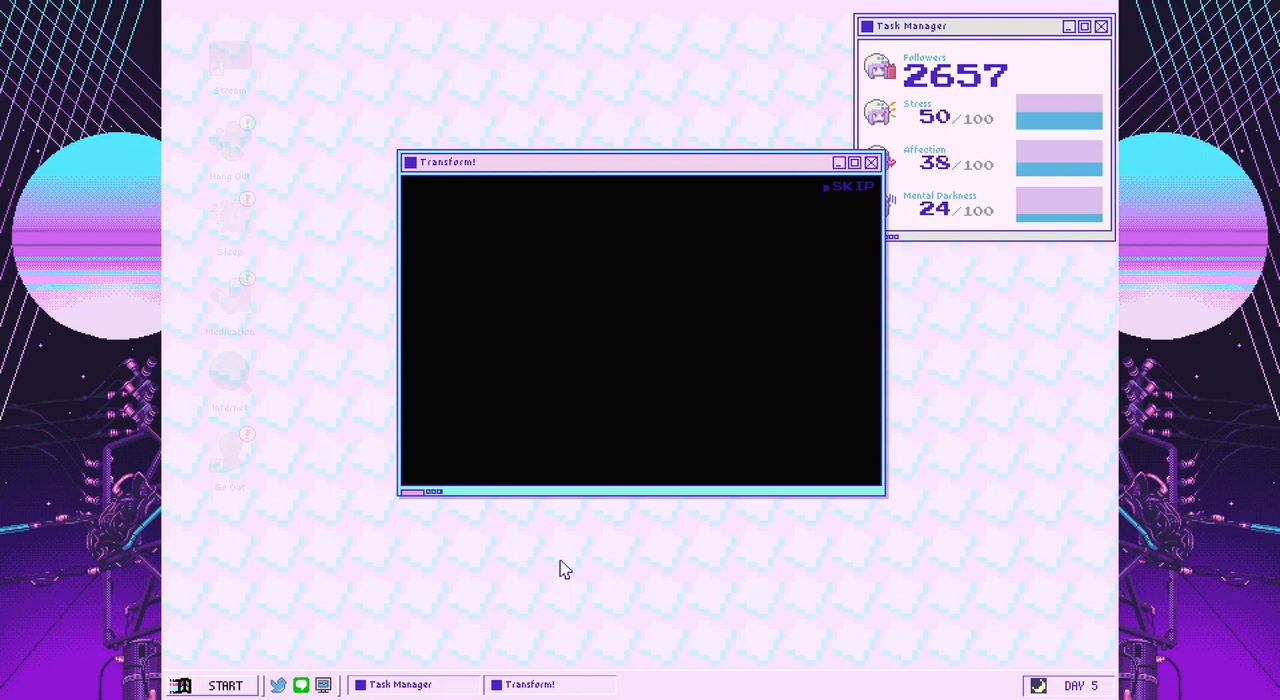 Task Manager
Followers
2657
Stress
50/100
Affection
38/100
Mental Darkness
24/100
Transform!
▶SKIP
Stream
Hang Out
Sleep
Medication
Internet
Go Out
START
Task Manager
Transform!
DAY 5